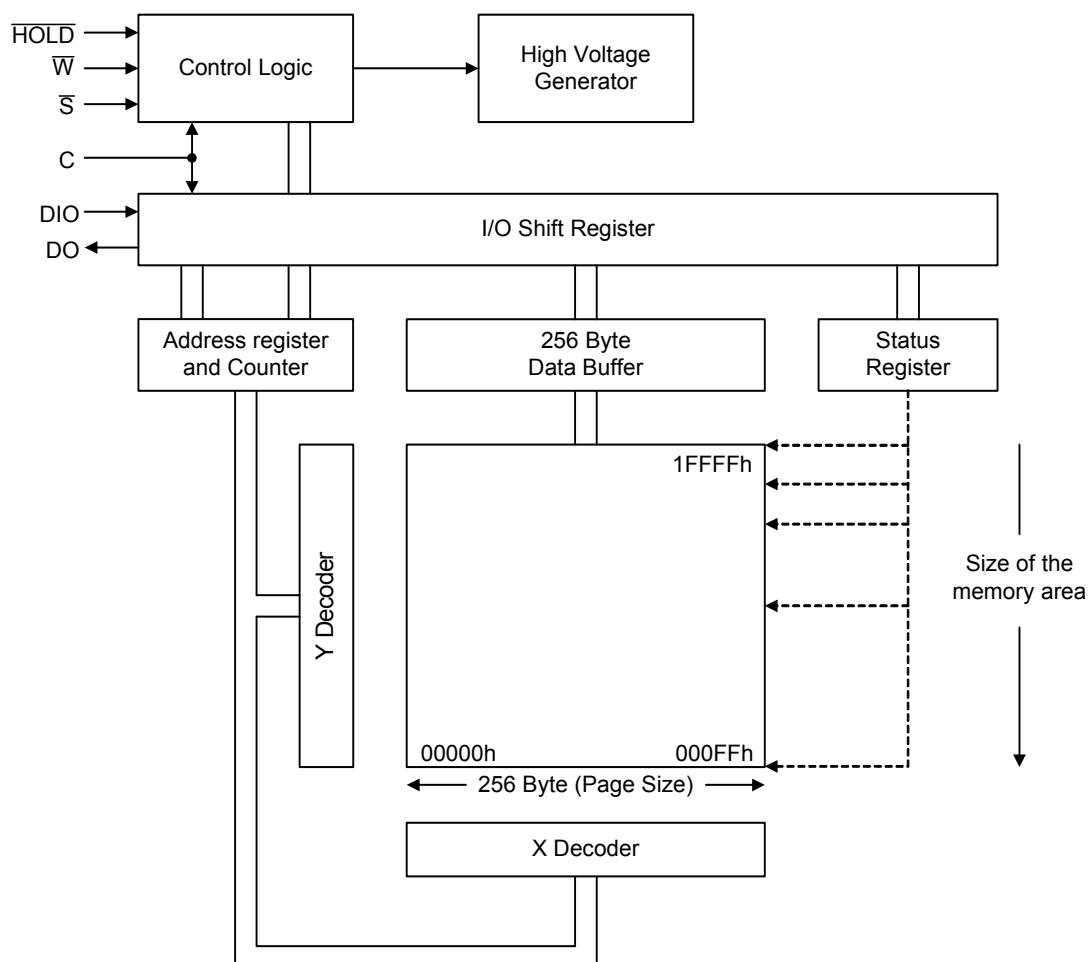 H̅O̅L̅D̅
W̅
S̅
Control Logic
High Voltage
Generator
C
DIO
DO
I/O Shift Register
Address register
and Counter
256 Byte
Data Buffer
Status
Register
1FFFFh
Y Decoder
Size of the
memory area
00000h
000FFh
256 Byte (Page Size)
X Decoder